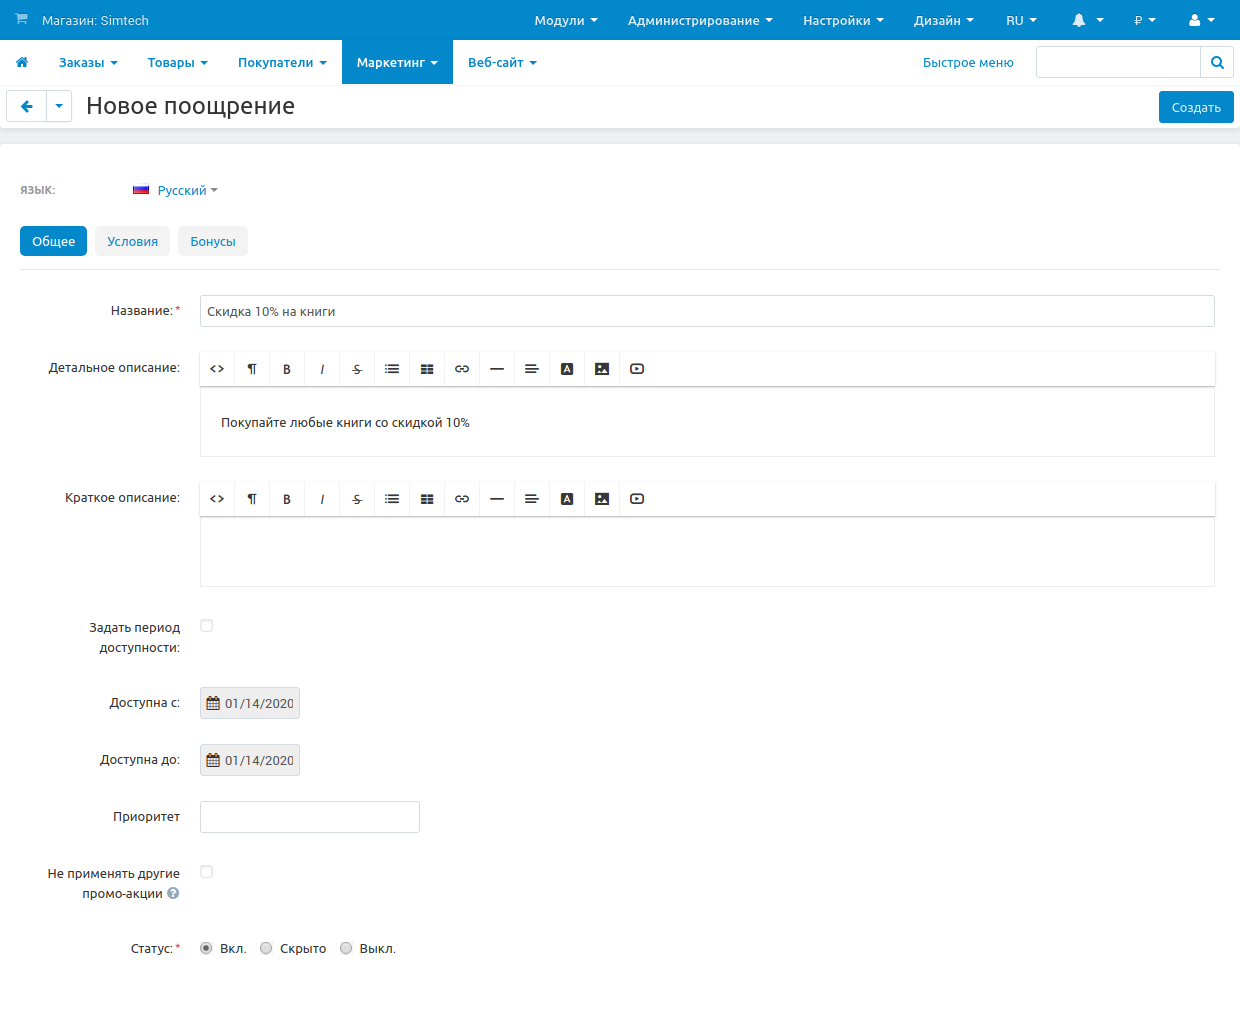 Магазин: Simtech
Модули Администрирование Настройки Дизайн RU ₽
Заказы Товары Покупатели Маркетинг Веб-сайт Быстрое меню
Новое поощрение Создать
ЯЗЫК: Русский
Общее Условия Бонусы
Название:* Скидка 10% на книги
Детальное описание: <> ¶ B I S A
Покупайте любые книги со скидкой 10%
Краткое описание: <> ¶ B I S A
Задать период
доступности:
Доступна с: 01/14/2020
Доступна до: 01/14/2020
Приоритет
Не применять другие
промо-акции ?
Статус:* Вкл. Скрыто Выкл.